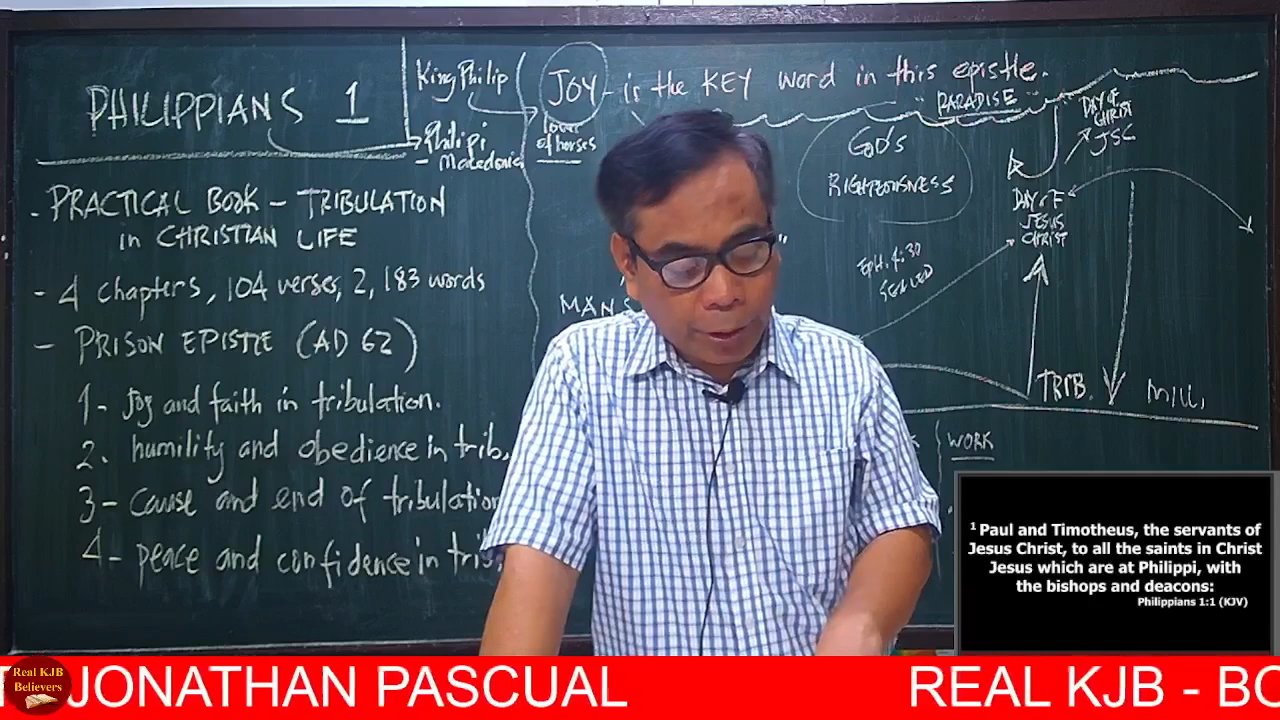 PHILIPPIANS 1
King Philip
Philipi
- Macedonia
lover
of horses
JOY - is the KEY word in this epistle.
- PRACTICAL BOOK - TRIBULATION
in CHRISTIAN LIFE
- 4 chapters, 104 verses, 2,183 words
- PRISON EPISTLE (AD 62)
1- joy and faith in tribulation.
2. humility and obedience in trib.
3- cause and end of tribulation
4- peace and confidence in trib.
"PARADISE"
God's
RIGHTEOUSNESS
DAY OF
CHRIST
JSC
DAY OF
JESUS
CHRIST
Eph. 4:30
SEALED
MAN'S
TRIB.
MILL.
WORK
1 Paul and Timotheus, the servants of
Jesus Christ, to all the saints in Christ
Jesus which are at Philippi, with
the bishops and deacons:
Philippians 1:1 (KJV)
Real KJB
Believers
JONATHAN PASCUAL
REAL KJB - BO